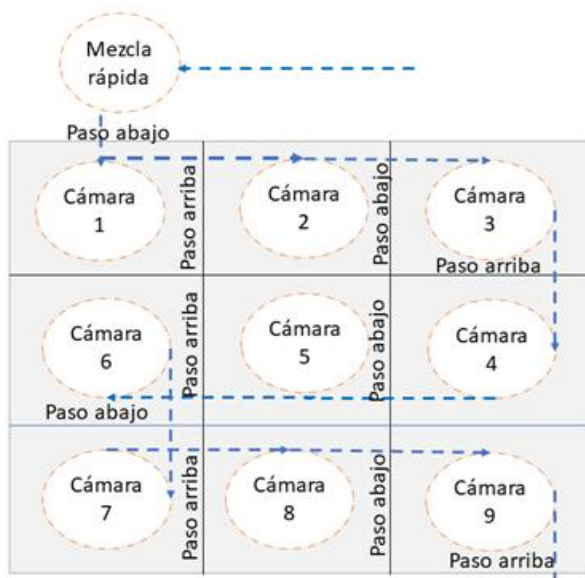 Mezcla
rápida
Paso abajo
Cámara
1
Paso arriba
Cámara
2
Paso abajo
Cámara
3
Paso arriba
Cámara
6
Paso arriba
Cámara
5
Paso abajo
Cámara
4
Paso abajo
Cámara
7
Paso arriba
Cámara
8
Paso abajo
Cámara
9
Paso arriba